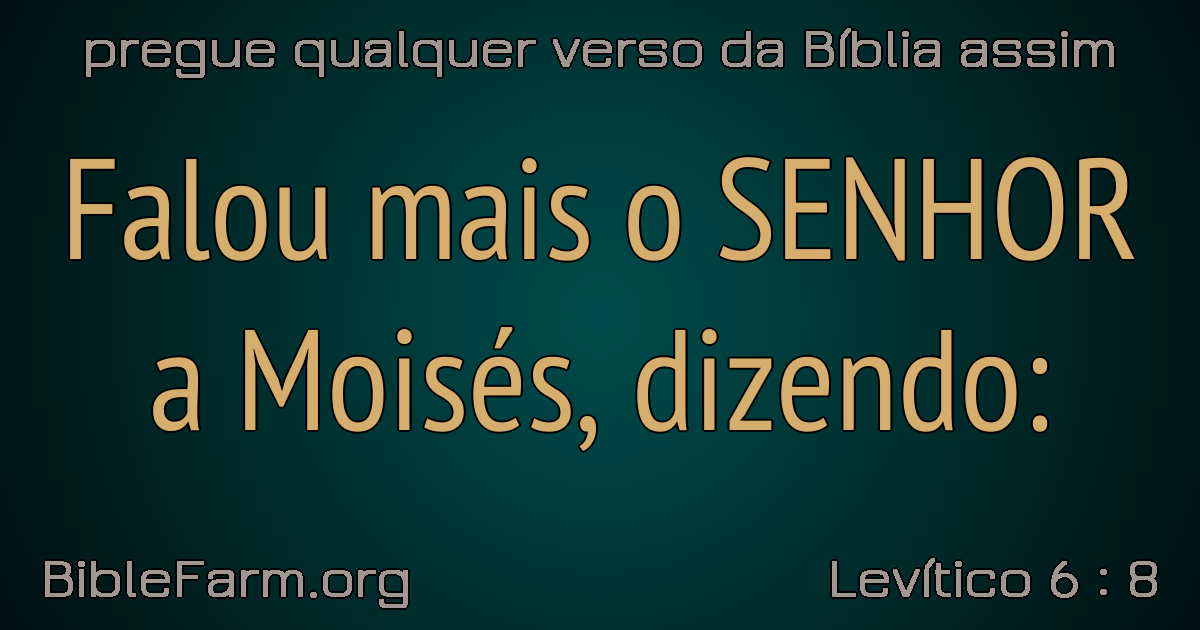 pregue qualquer verso da Bíblia assim
Falou mais o SENHOR
a Moisés, dizendo:
BibleFarm.org
Levítico 6 : 8